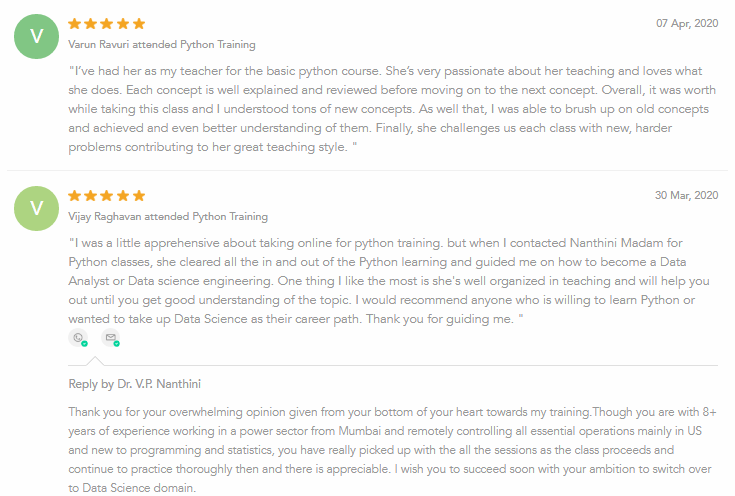 V
07 Apr, 2020
Varun Ravuri attended Python Training
"I've had her as my teacher for the basic python course. She's very passionate about her teaching and loves what
she does. Each concept is well explained and reviewed before moving on to the next concept. Overall, it was worth
while taking this class and I understood tons of new concepts. As well that, I was able to brush up on old concepts
and achieved and even better understanding of them. Finally, she challenges us each class with new, harder
problems contributing to her great teaching style. "
V
30 Mar, 2020
Vijay Raghavan attended Python Training
"I was a little apprehensive about taking online for python training. but when I contacted Nanthini Madam for
Python classes, she cleared all the in and out of the Python learning and guided me on how to become a Data
Analyst or Data science engineering. One thing I like the most is she's well organized in teaching and will help you
out until you get good understanding of the topic. I would recommend anyone who is willing to learn Python or
wanted to take up Data Science as their career path. Thank you for guiding me. "
Reply by Dr. V.P. Nanthini
Thank you for your overwhelming opinion given from your bottom of your heart towards my training.Though you are with 8+
years of experience working in a power sector from Mumbai and remotely controlling all essential operations mainly in US
and new to programming and statistics, you have really picked up with the all the sessions as the class proceeds and
continue to practice thoroughly then and there is appreciable. I wish you to succeed soon with your ambition to switch over
to Data Science domain.